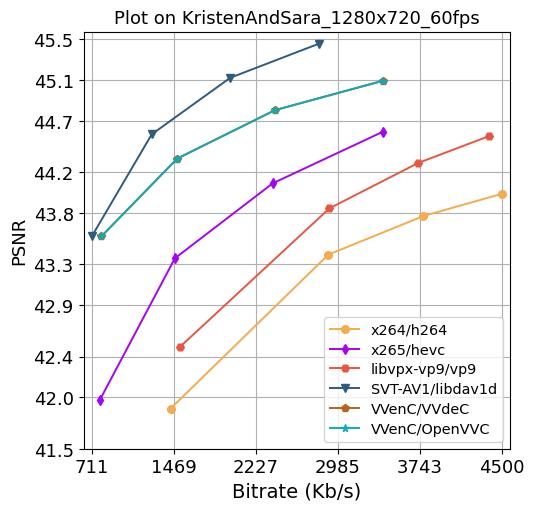 Plot on KristenAndSara_1280x720_60fps
PSNR
45.5
45.1
44.7
44.2
43.8
43.3
42.9
42.4
42.0
41.5
x264/h264
x265/hevc
libvpx-vp9/vp9
SVT-AV1/libdav1d
VVenC/VVdeC
VVenC/OpenVVC
711 1469 2227 2985 3743 4500
Bitrate (Kb/s)